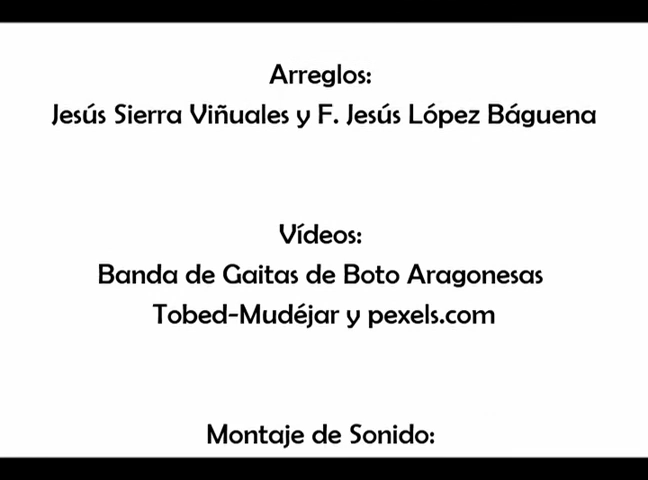 Arreglos:
Jesús Sierra Viñuales y F. Jesús López Báguena
Vídeos:
Banda de Gaitas de Boto Aragonesas
Tobed-Mudéjar y pexels.com
Montaje de Sonido: